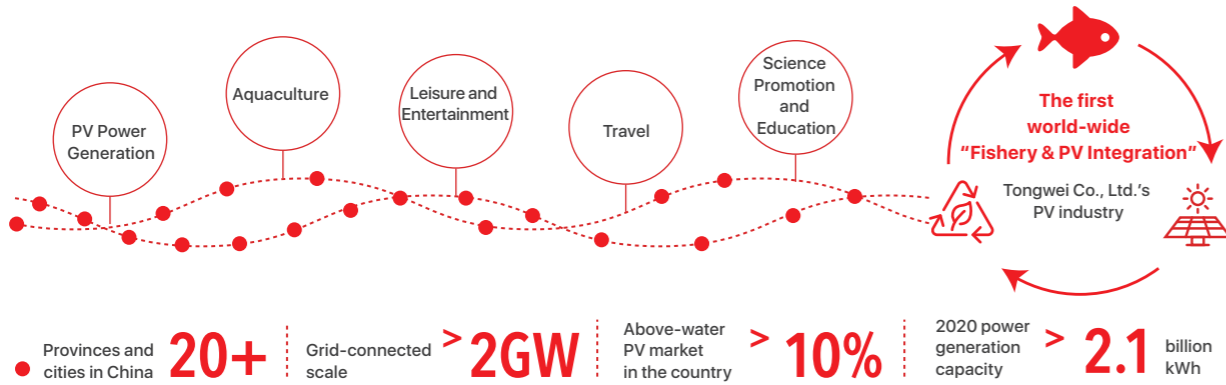 PV Power
Generation
Aquaculture
Leisure and
Entertainment
Travel
Science
Promotion
and
Education
The first
world-wide
“Fishery & PV Integration”
Tongwei Co., Ltd.’s
PV industry
Provinces and
cities in China
20+
Grid-connected
scale
> 2GW
Above-water
PV market
in the country
> 10%
2020 power
generation
capacity
> 2.1
billion
kWh